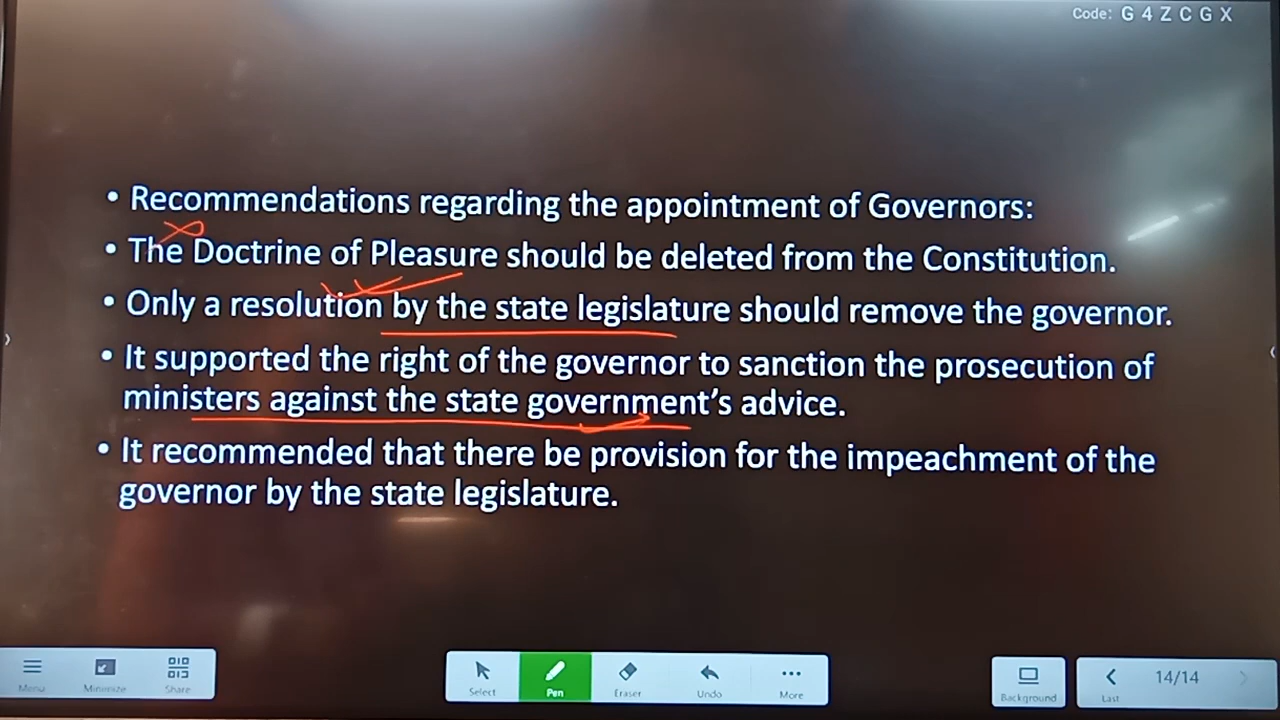 Code: G 4 Z C G X
• Recommendations regarding the appointment of Governors:
• The Doctrine of Pleasure should be deleted from the Constitution.
• Only a resolution by the state legislature should remove the governor.
• It supported the right of the governor to sanction the prosecution of
ministers against the state government's advice.
• It recommended that there be provision for the impeachment of the
governor by the state legislature.
Menu Minimize Share Select Pen Eraser Undo More Background Last 14/14